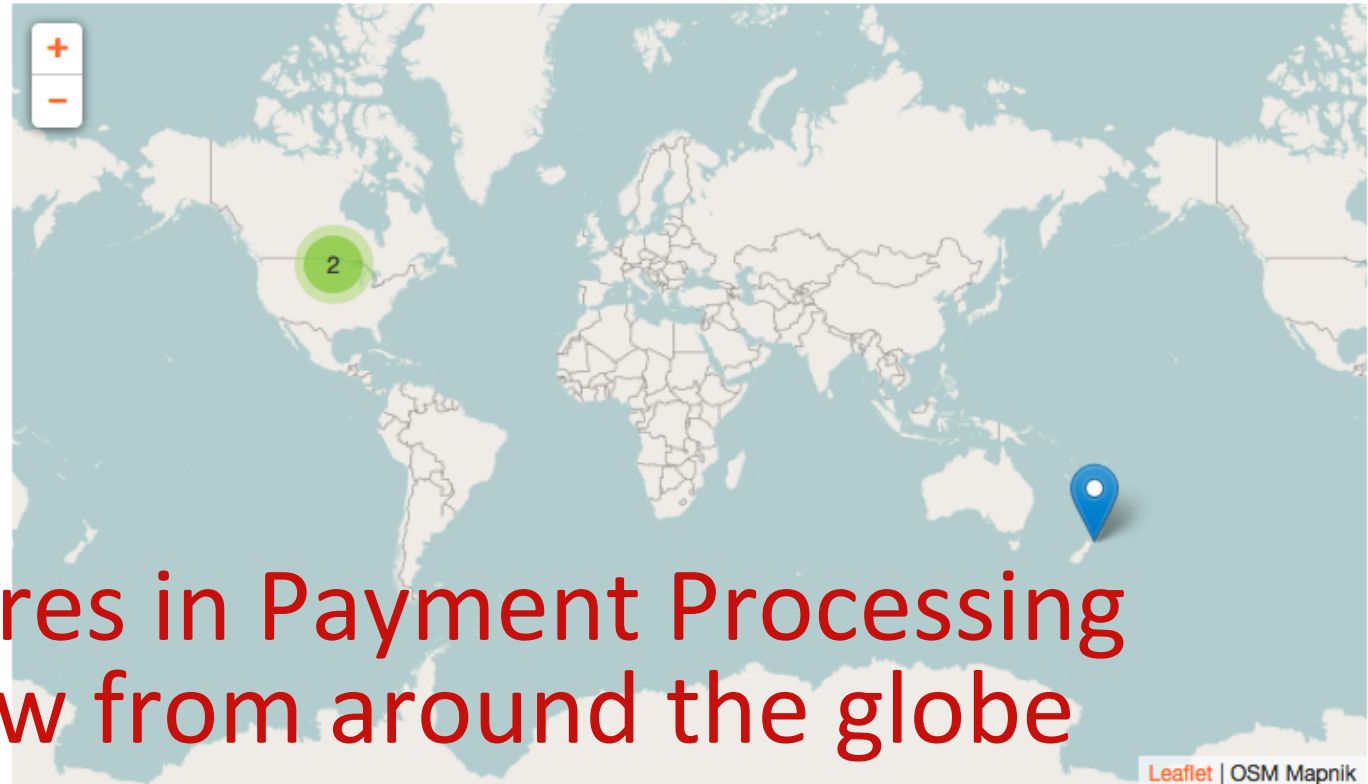 +
−
2
res in Payment Processing
w from around the globe
Leaflet | OSM Mapnik